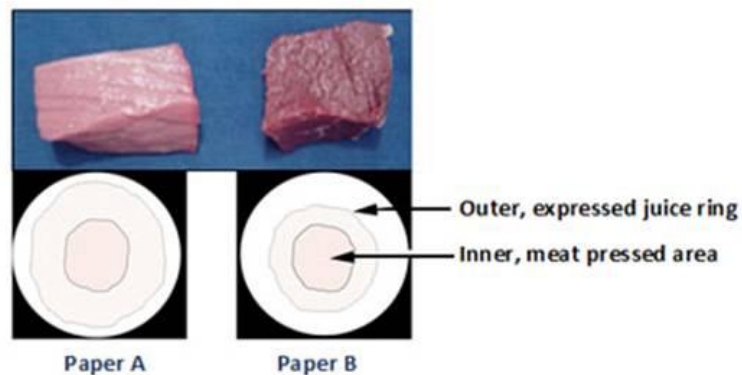 Outer, expressed juice ring
Inner, meat pressed area
Paper A
Paper B